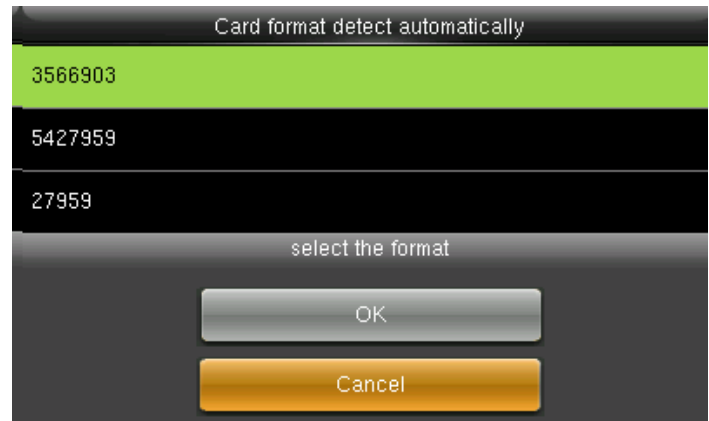 Card format detect automatically
3566903
5427959
27959
select the format
OK
Cancel